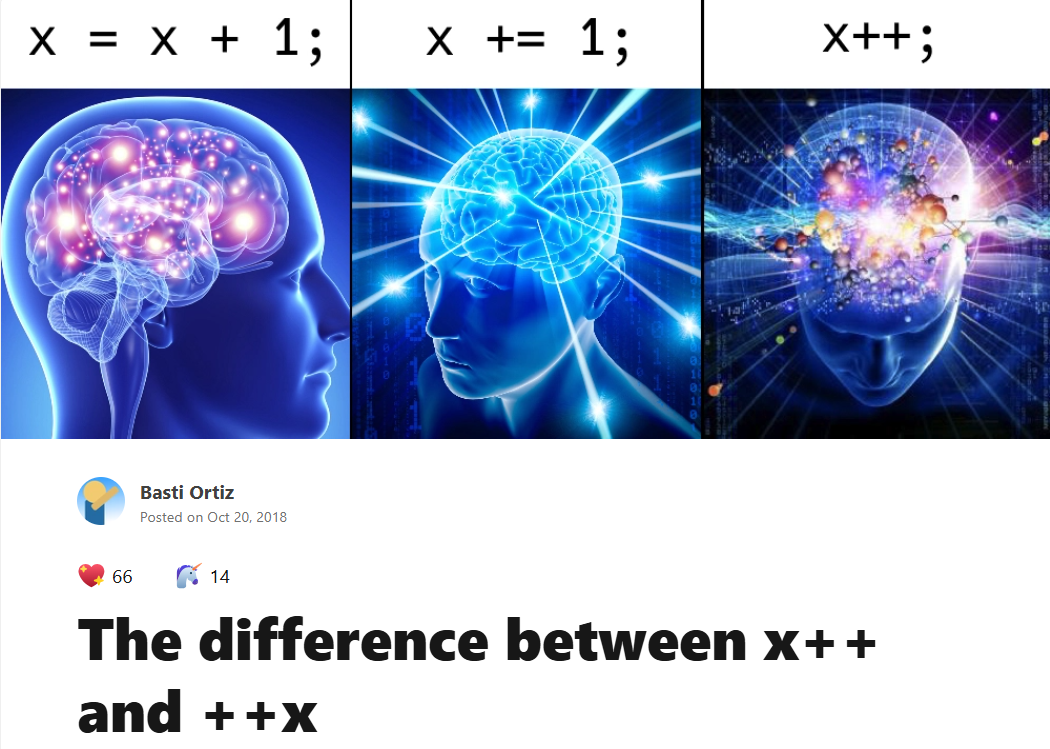 x = x + 1;
x += 1;
x++;
Basti Ortiz
Posted on Oct 20, 2018
66
14
The difference between x++
and ++x